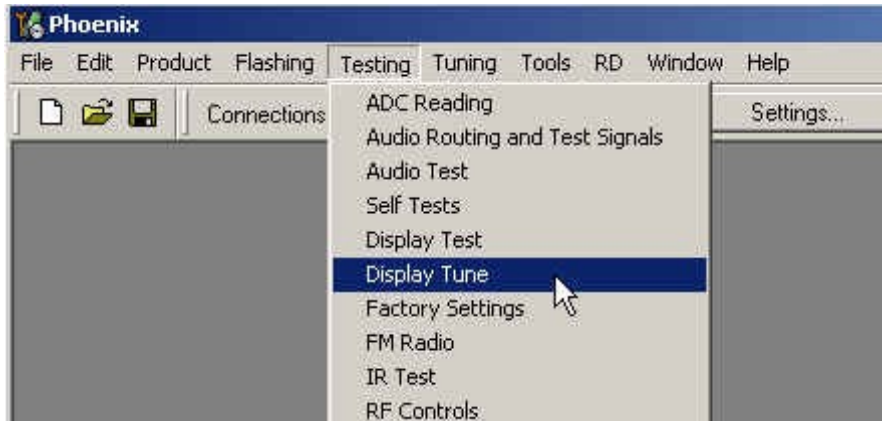 Phoenix
File Edit Product Flashing Testing Tuning Tools RD Window Help
Connections Settings...
ADC Reading
Audio Routing and Test Signals
Audio Test
Self Tests
Display Test
Display Tune
Factory Settings
FM Radio
IR Test
RF Controls